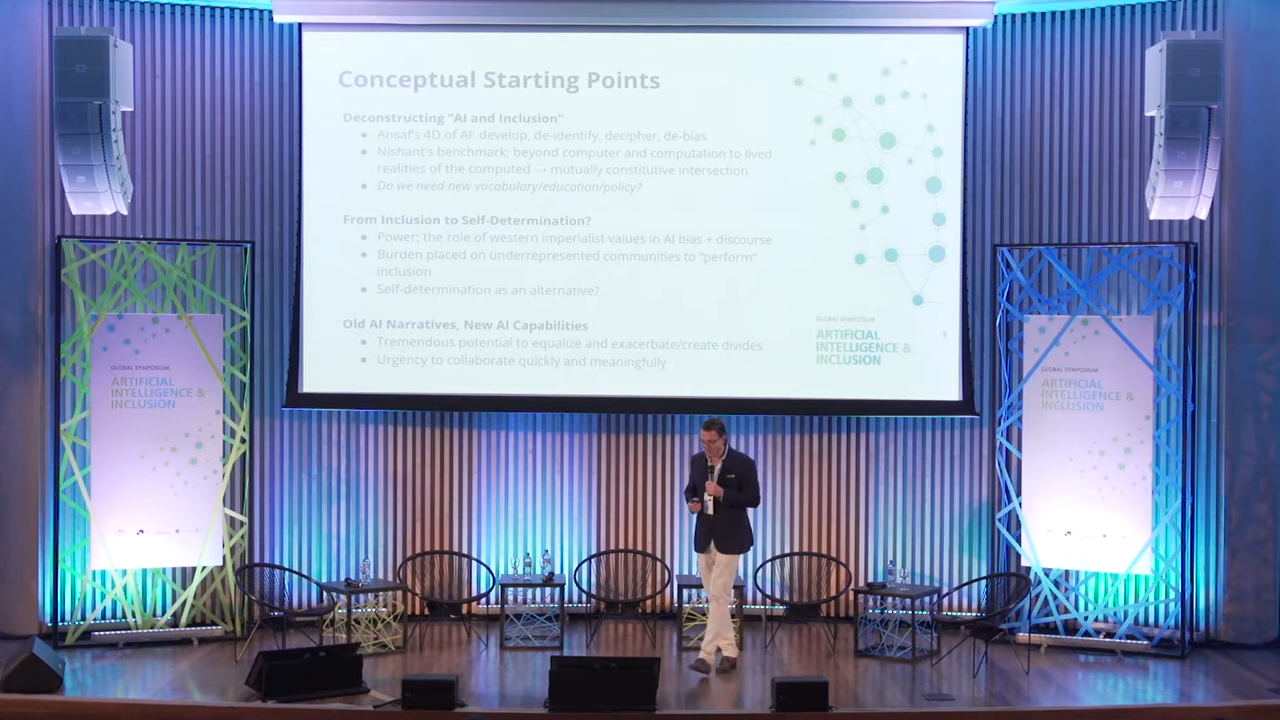 Conceptual Starting Points
Deconstructing "AI and Inclusion"
● Ansaf's 4D of AI: develop, de-identify, decipher, de-bias
● Nishant's benchmark: beyond computer and computation to lived
realities of the computed → mutually constitutive intersection
● Do we need new vocabulary/education/policy?
From Inclusion to Self-Determination?
● Power; the role of western imperialist values in AI bias + discourse
● Burden placed on underrepresented communities to "perform"
inclusion
● Self-determination as an alternative?
Old AI Narratives, New AI Capabilities
● Tremendous potential to equalize and exacerbate/create divides
● Urgency to collaborate quickly and meaningfully
GLOBAL SYMPOSIUM
ARTIFICIAL
INTELLIGENCE &
INCLUSION
GLOBAL SYMPOSIUM
ARTIFICIAL
INTELLIGENCE &
INCLUSION
GLOBAL SYMPOSIUM
ARTIFICIAL
INTELLIGENCE &
INCLUSION